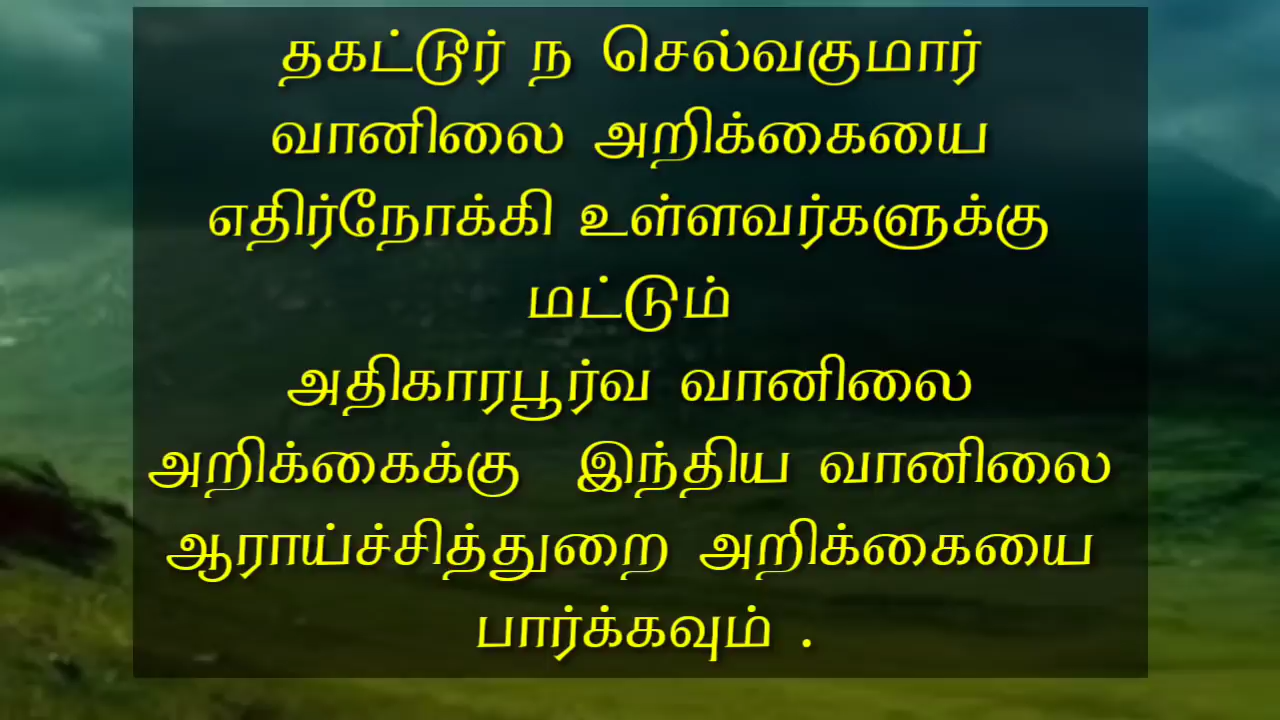 தகட்டூர் ந செல்வகுமார்
வானிலை அறிக்கையை
எதிர்நோக்கி உள்ளவர்களுக்கு
மட்டும்
அதிகாரபூர்வ வானிலை
அறிக்கைக்கு இந்திய வானிலை
ஆராய்ச்சித்துறை அறிக்கையை
பார்க்கவும் .